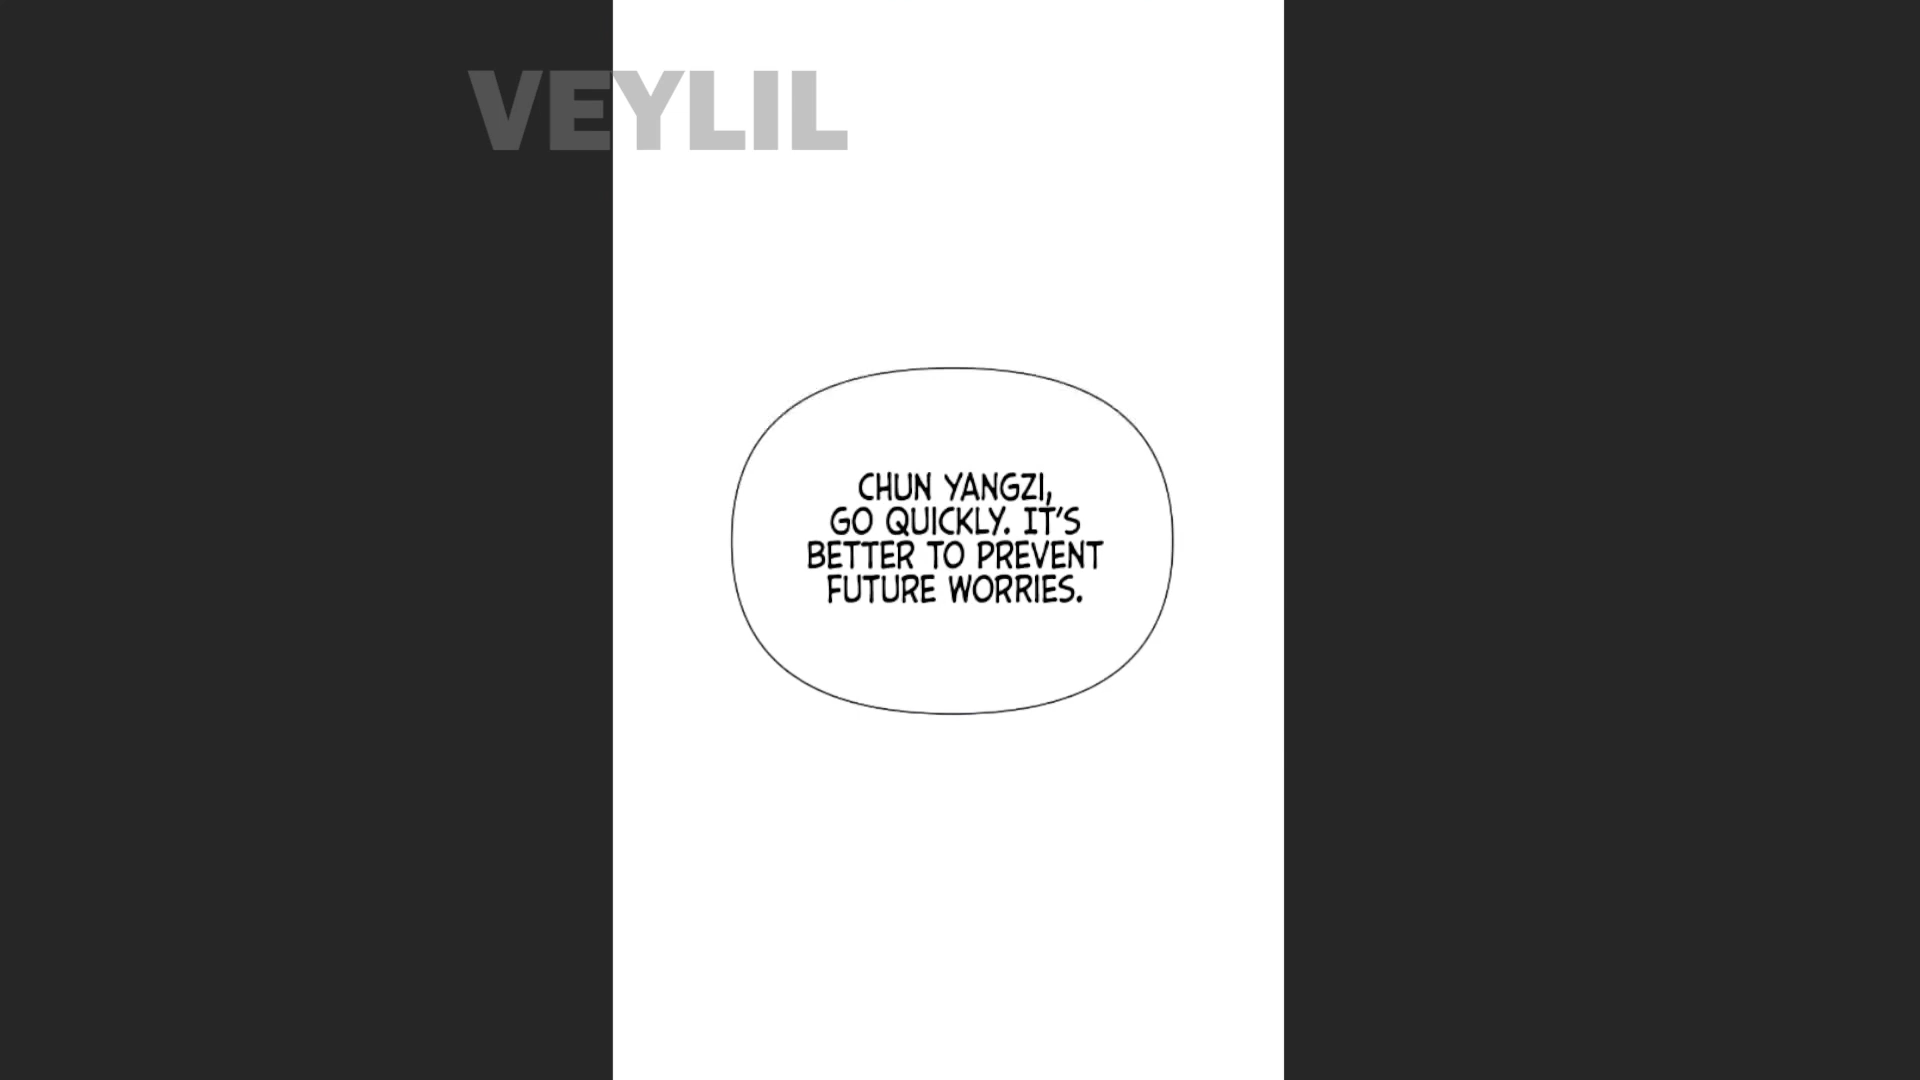 VEYLIL
CHUN YANGZI,
GO QUICKLY. IT'S
BETTER TO PREVENT
FUTURE WORRIES.